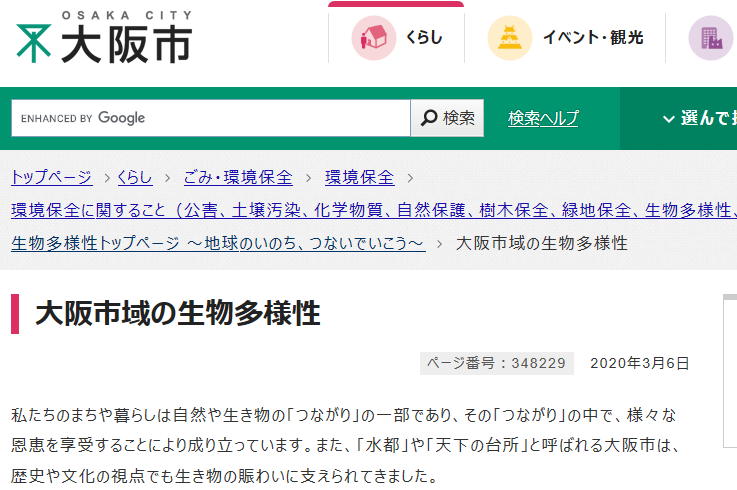 OSAKA CITY
大阪市
くらし
イベント・観光
ENHANCED BY Google
検索
検索ヘルプ
選んで
トップページ › くらし › ごみ・環境保全 › 環境保全 ›
環境保全に関すること（公害、土壌汚染、化学物質、自然保護、樹木保全、緑地保全、生物多様性、
生物多様性トップページ ～地球のいのち、つないでいこう～ › 大阪市域の生物多様性
大阪市域の生物多様性
ページ番号：348229
2020年3月6日
私たちのまちや暮らしは自然や生き物の「つながり」の一部であり、その「つながり」の中で、様々な
恩恵を享受することにより成り立っています。また、「水都」や「天下の台所」と呼ばれる大阪市は、
歴史や文化の視点でも生き物の賑わいに支えられてきました。